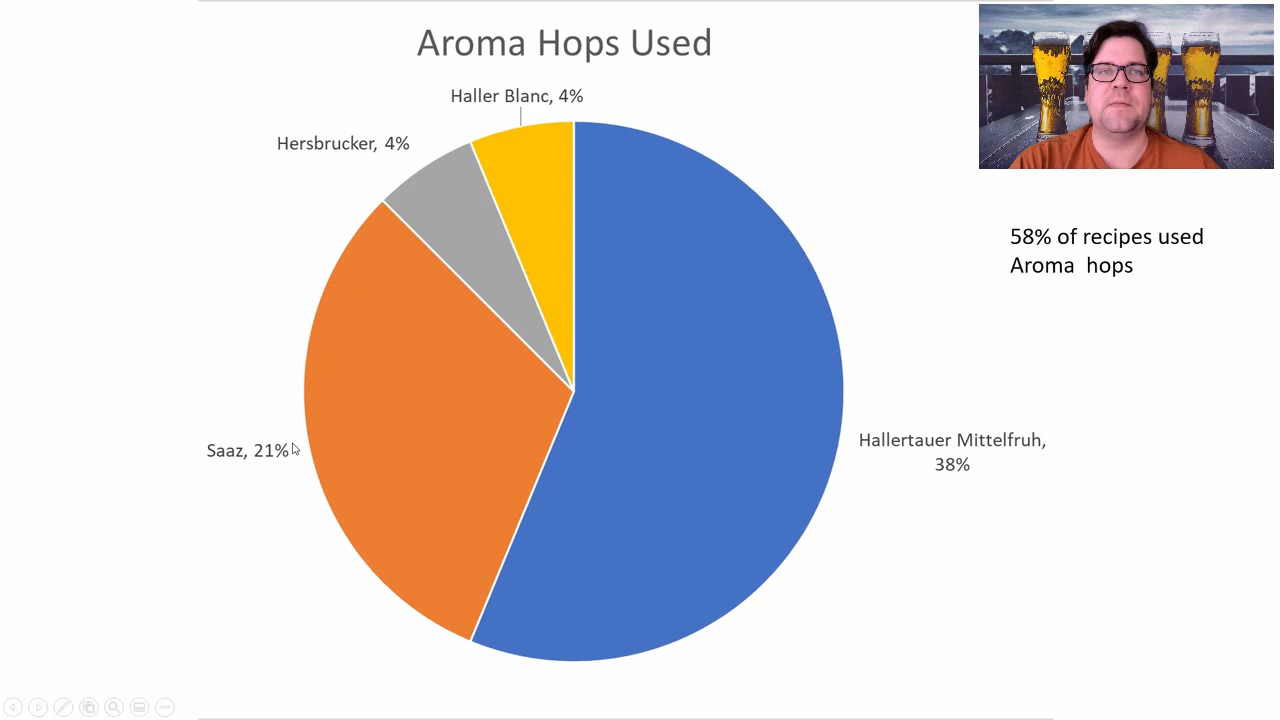 Aroma Hops Used
Haller Blanc, 4%
Hersbrucker, 4%
58% of recipes used
Aroma hops
Saaz, 21%
Hallertauer Mittelfruh,
38%